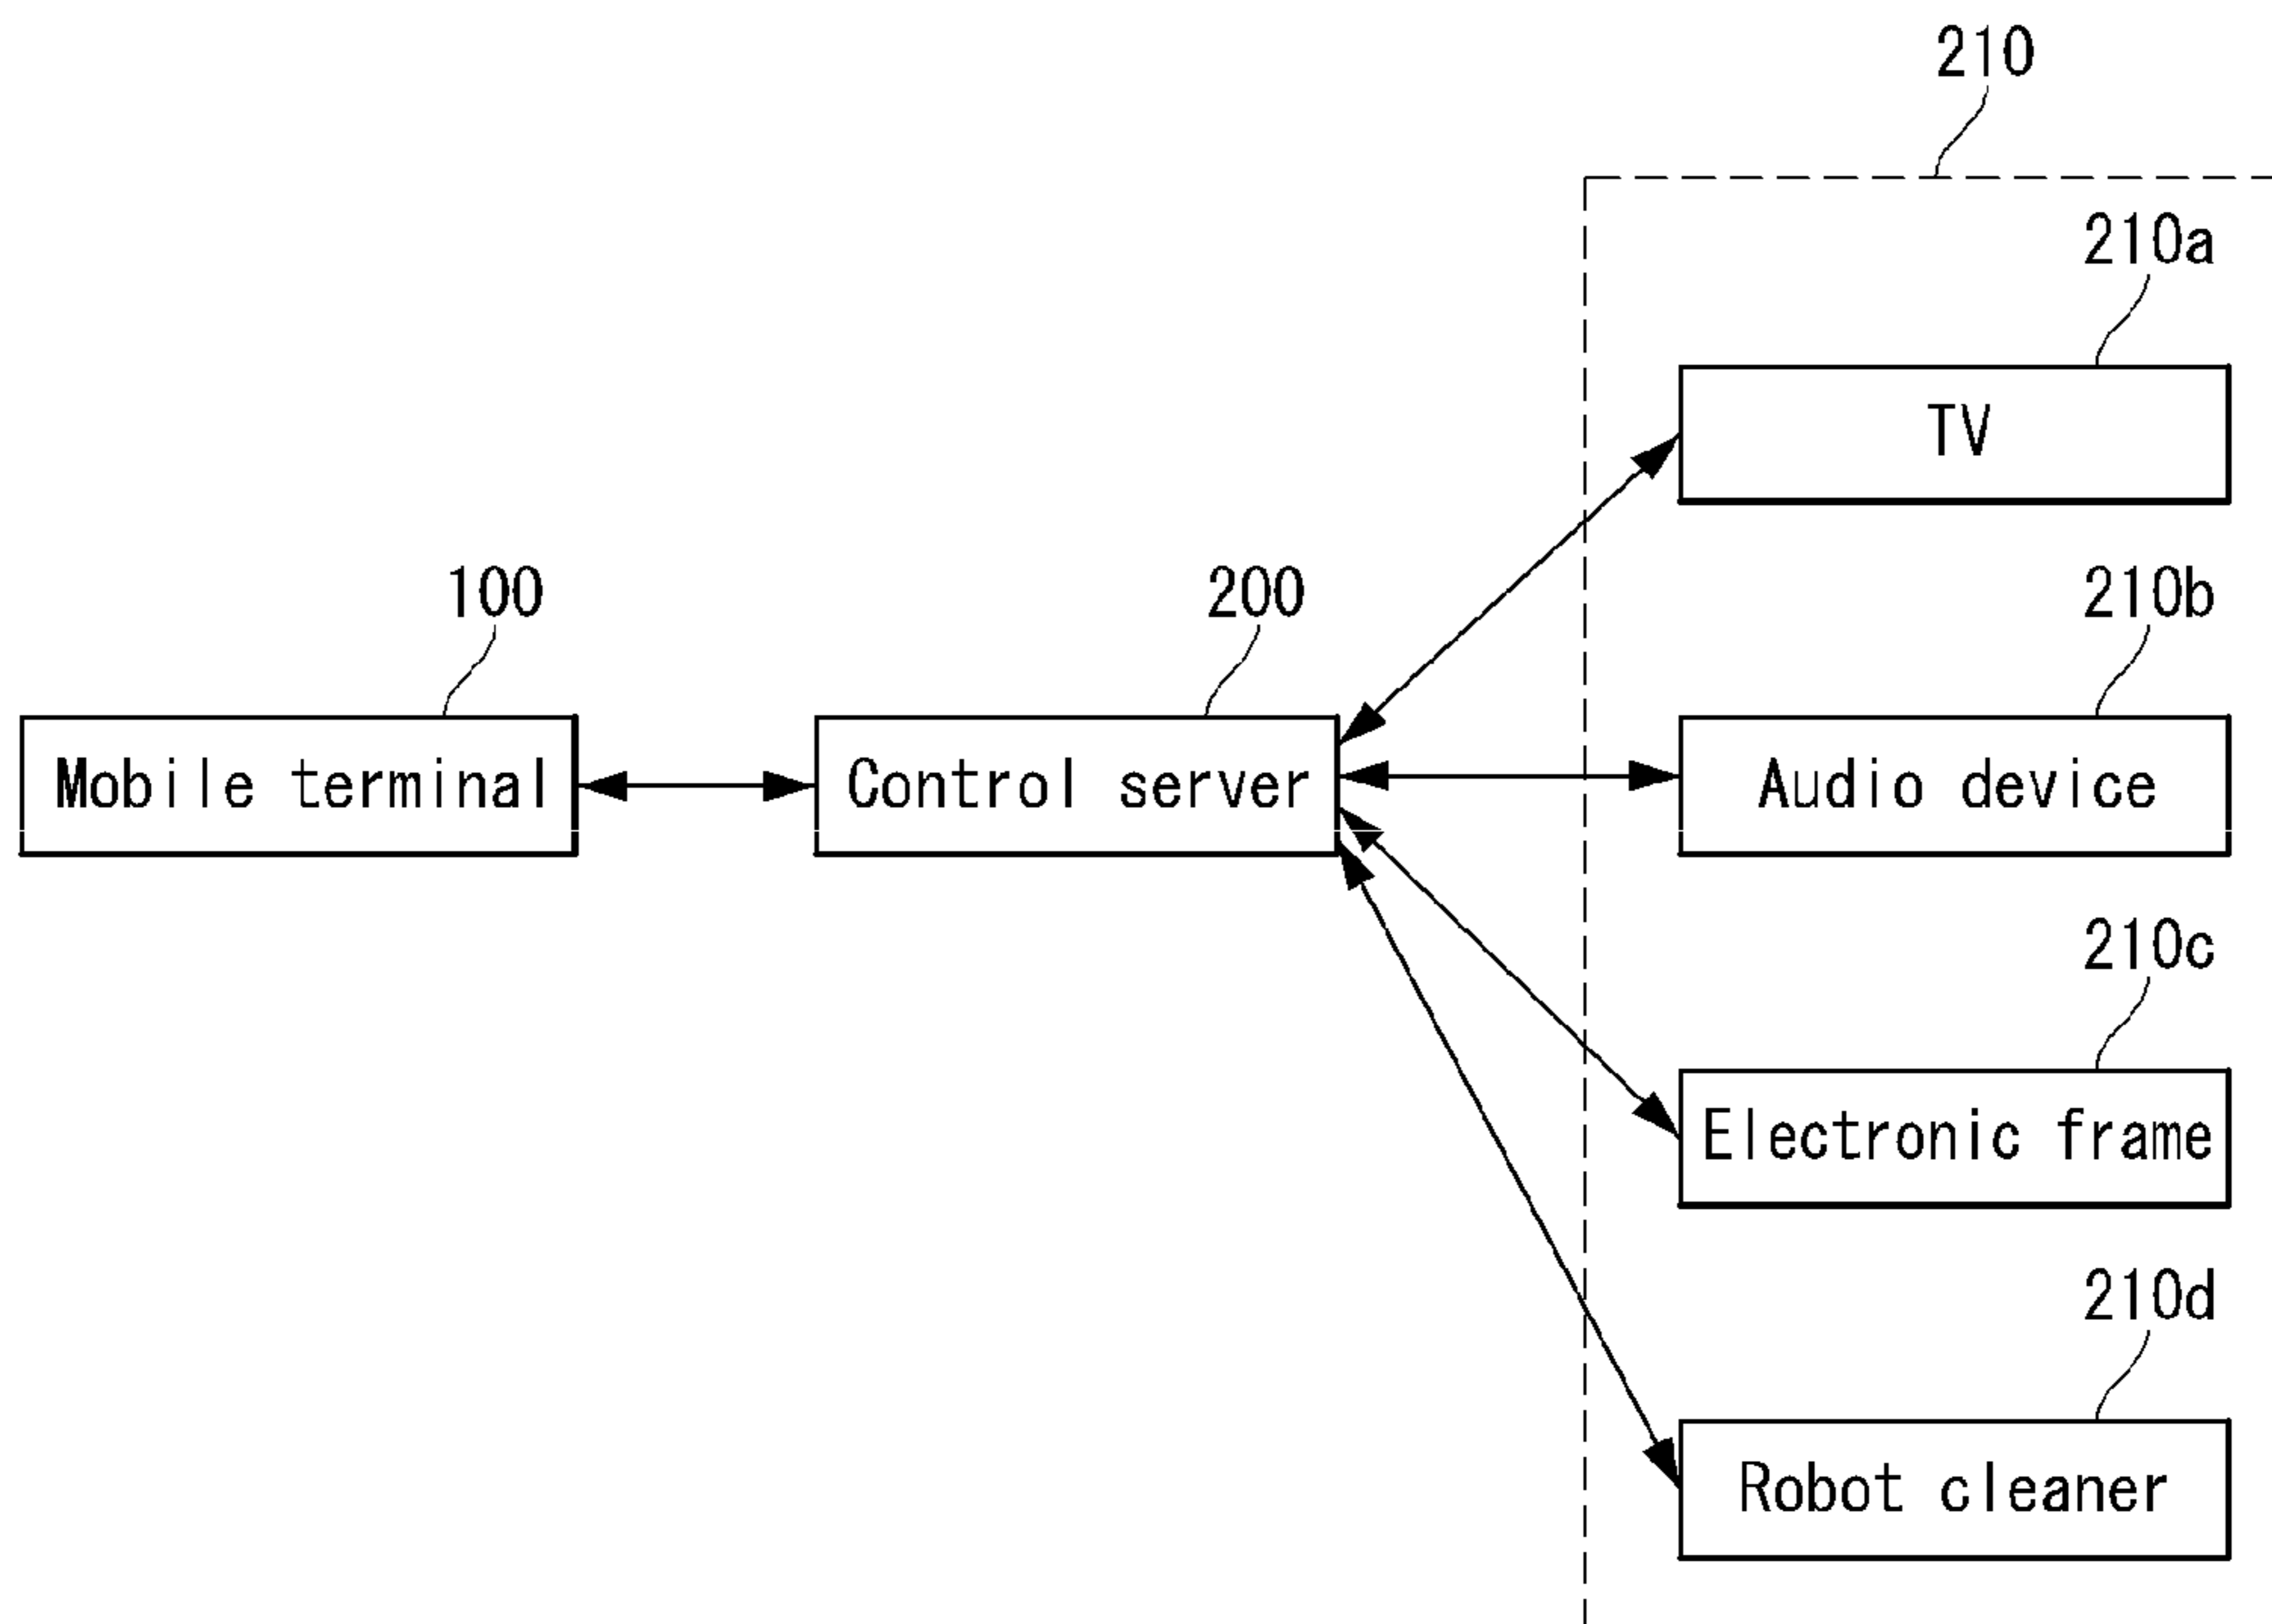 210
210a
TV
100
200
210b
Mobile terminal
Control server
Audio device
210c
Electronic frame
210d
Robot cleaner